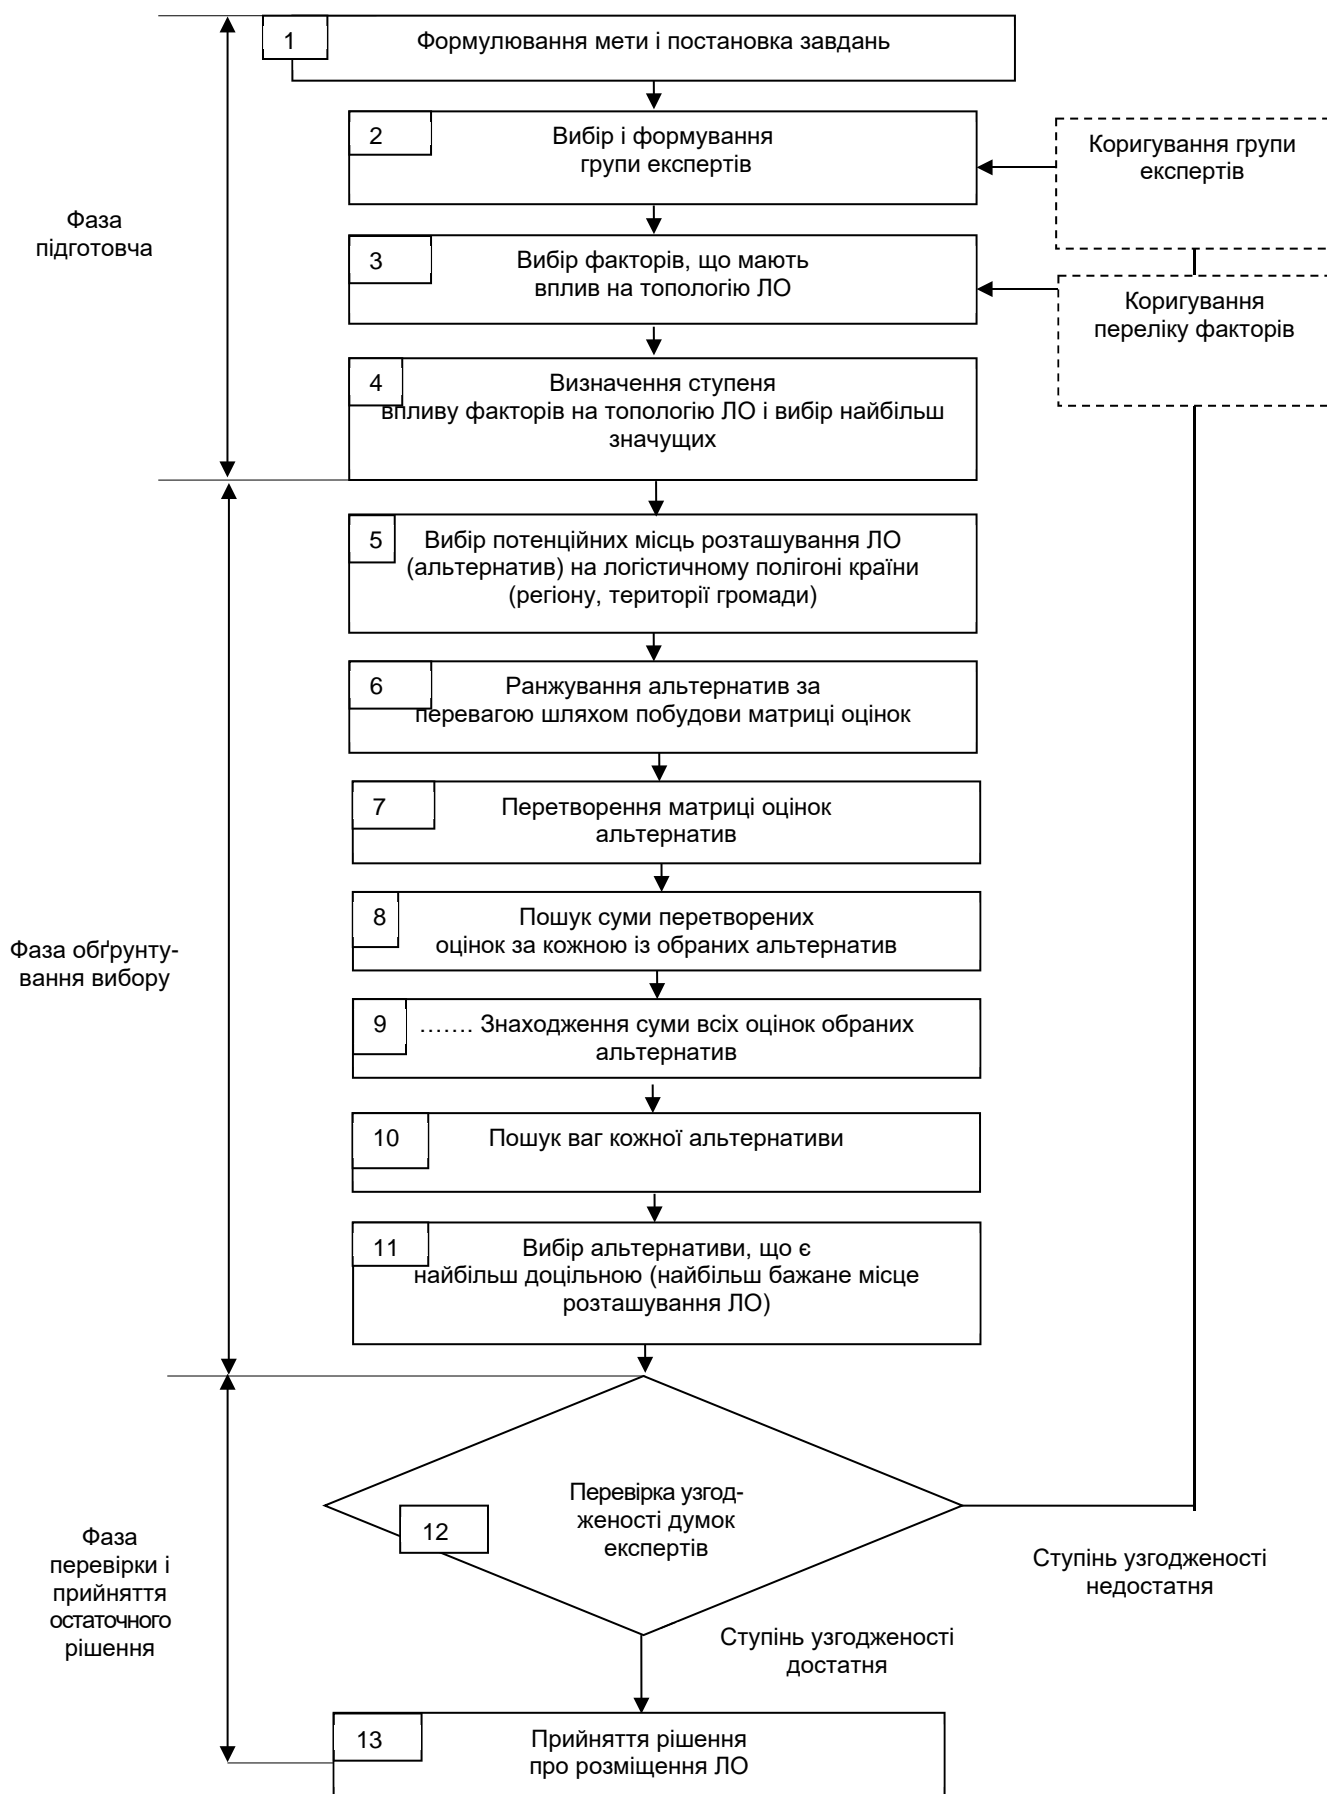 1
Формулювання мети і постановка завдань
2
Вибір і формування
групи експертів
Коригування групи
експертів
Фаза
підготовча
3
Вибір факторів, що мають
вплив на топологію ЛО
Коригування
переліку факторів
4
Визначення ступеня
впливу факторів на топологію ЛО і вибір найбільш
значущих
5
Вибір потенційних місць розташування ЛО
(альтернатив) на логістичному полігоні країни
(регіону, території громади)
6
Ранжування альтернатив за
перевагою шляхом побудови матриці оцінок
7
Перетворення матриці оцінок
альтернатив
8
Пошук суми перетворених
оцінок за кожною із обраних альтернатив
Фаза обґрунту-
вання вибору
9
……. Знаходження суми всіх оцінок обраних
альтернатив
10
Пошук ваг кожної альтернативи
11
Вибір альтернативи, що є
найбільш доцільною (найбільш бажане місце
розташування ЛО)
12
Перевірка узгод-
женості думок
експертів
Фаза
перевірки і
прийняття
остаточного
рішення
Ступінь узгодженості
недостатня
Ступінь узгодженості
достатня
13
Прийняття рішення
про розміщення ЛО